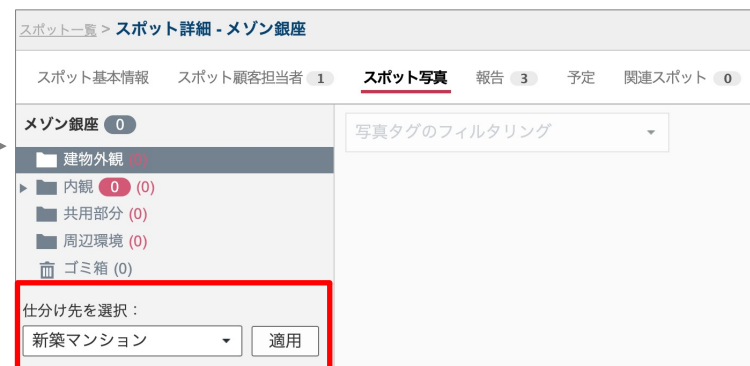 スポット一覧 > スポット詳細 - メゾン銀座
スポット基本情報 スポット顧客担当者 1 スポット写真 報告 3 予定 関連スポット 0
メゾン銀座 0
写真タグのフィルタリング
建物外観 (0)
内観 0 (0)
共用部分 (0)
周辺環境 (0)
ゴミ箱 (0)
仕分け先を選択：
新築マンション 適用